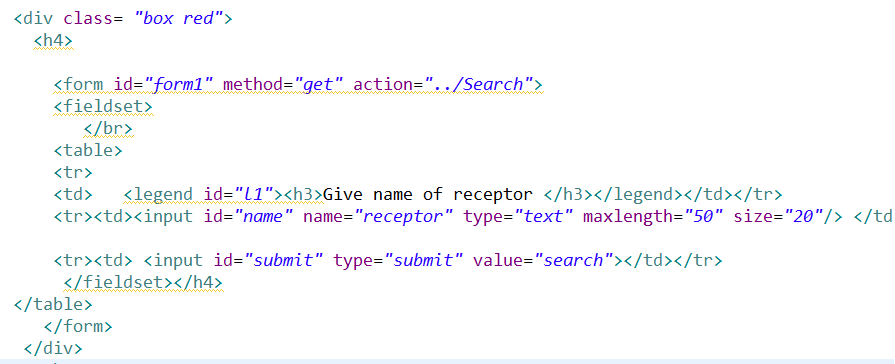 <div class= "box red">
<h4>
<form id="form1" method="get" action="../Search">
<fieldset>
</br>
<table>
<tr>
<td> <legend id="l1"><h3>Give name of receptor </h3></legend></td></tr>
<tr><td><input id="name" name="receptor" type="text" maxlength="50" size="20"/> </td
<tr><td> <input id="submit" type="submit" value="search"></td></tr>
</fieldset></h4>
</table>
</form>
</div>